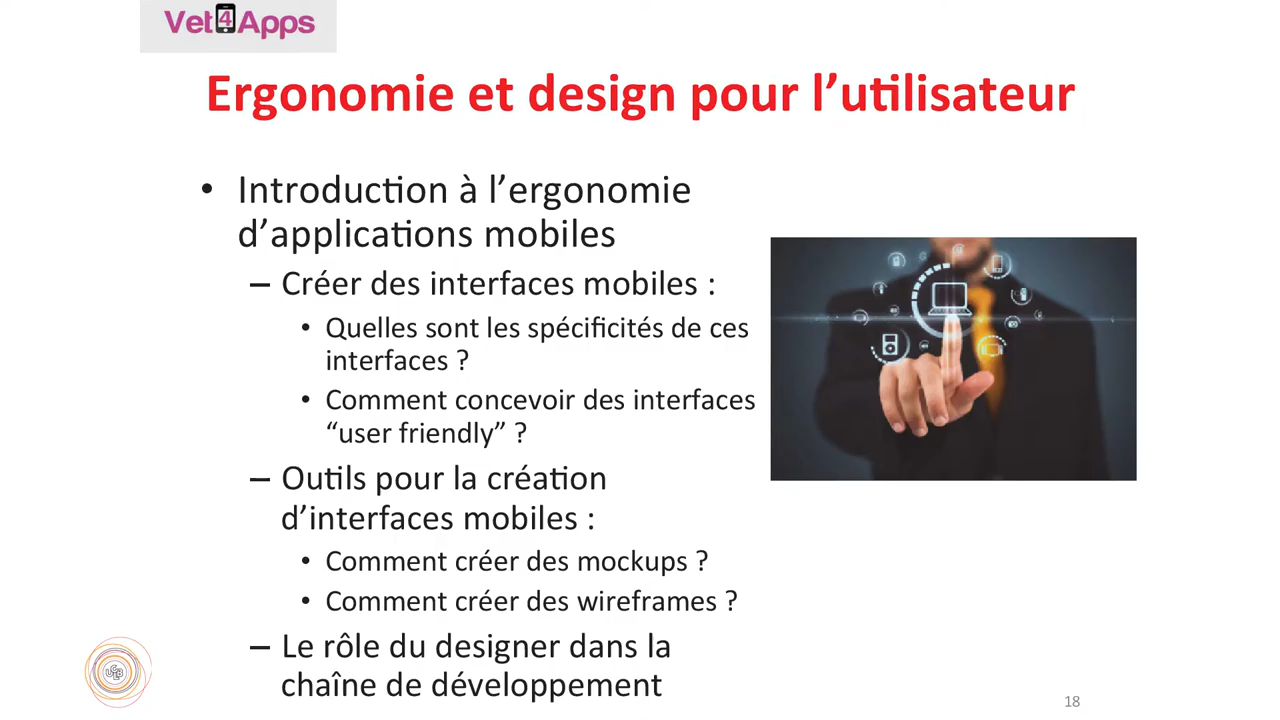 Vet4Apps
Ergonomie et design pour l’utilisateur
• Introduction à l’ergonomie
d’applications mobiles
– Créer des interfaces mobiles :
• Quelles sont les spécificités de ces
interfaces ?
• Comment concevoir des interfaces
“user friendly” ?
– Outils pour la création
d’interfaces mobiles :
• Comment créer des mockups ?
• Comment créer des wireframes ?
– Le rôle du designer dans la
chaîne de développement
18